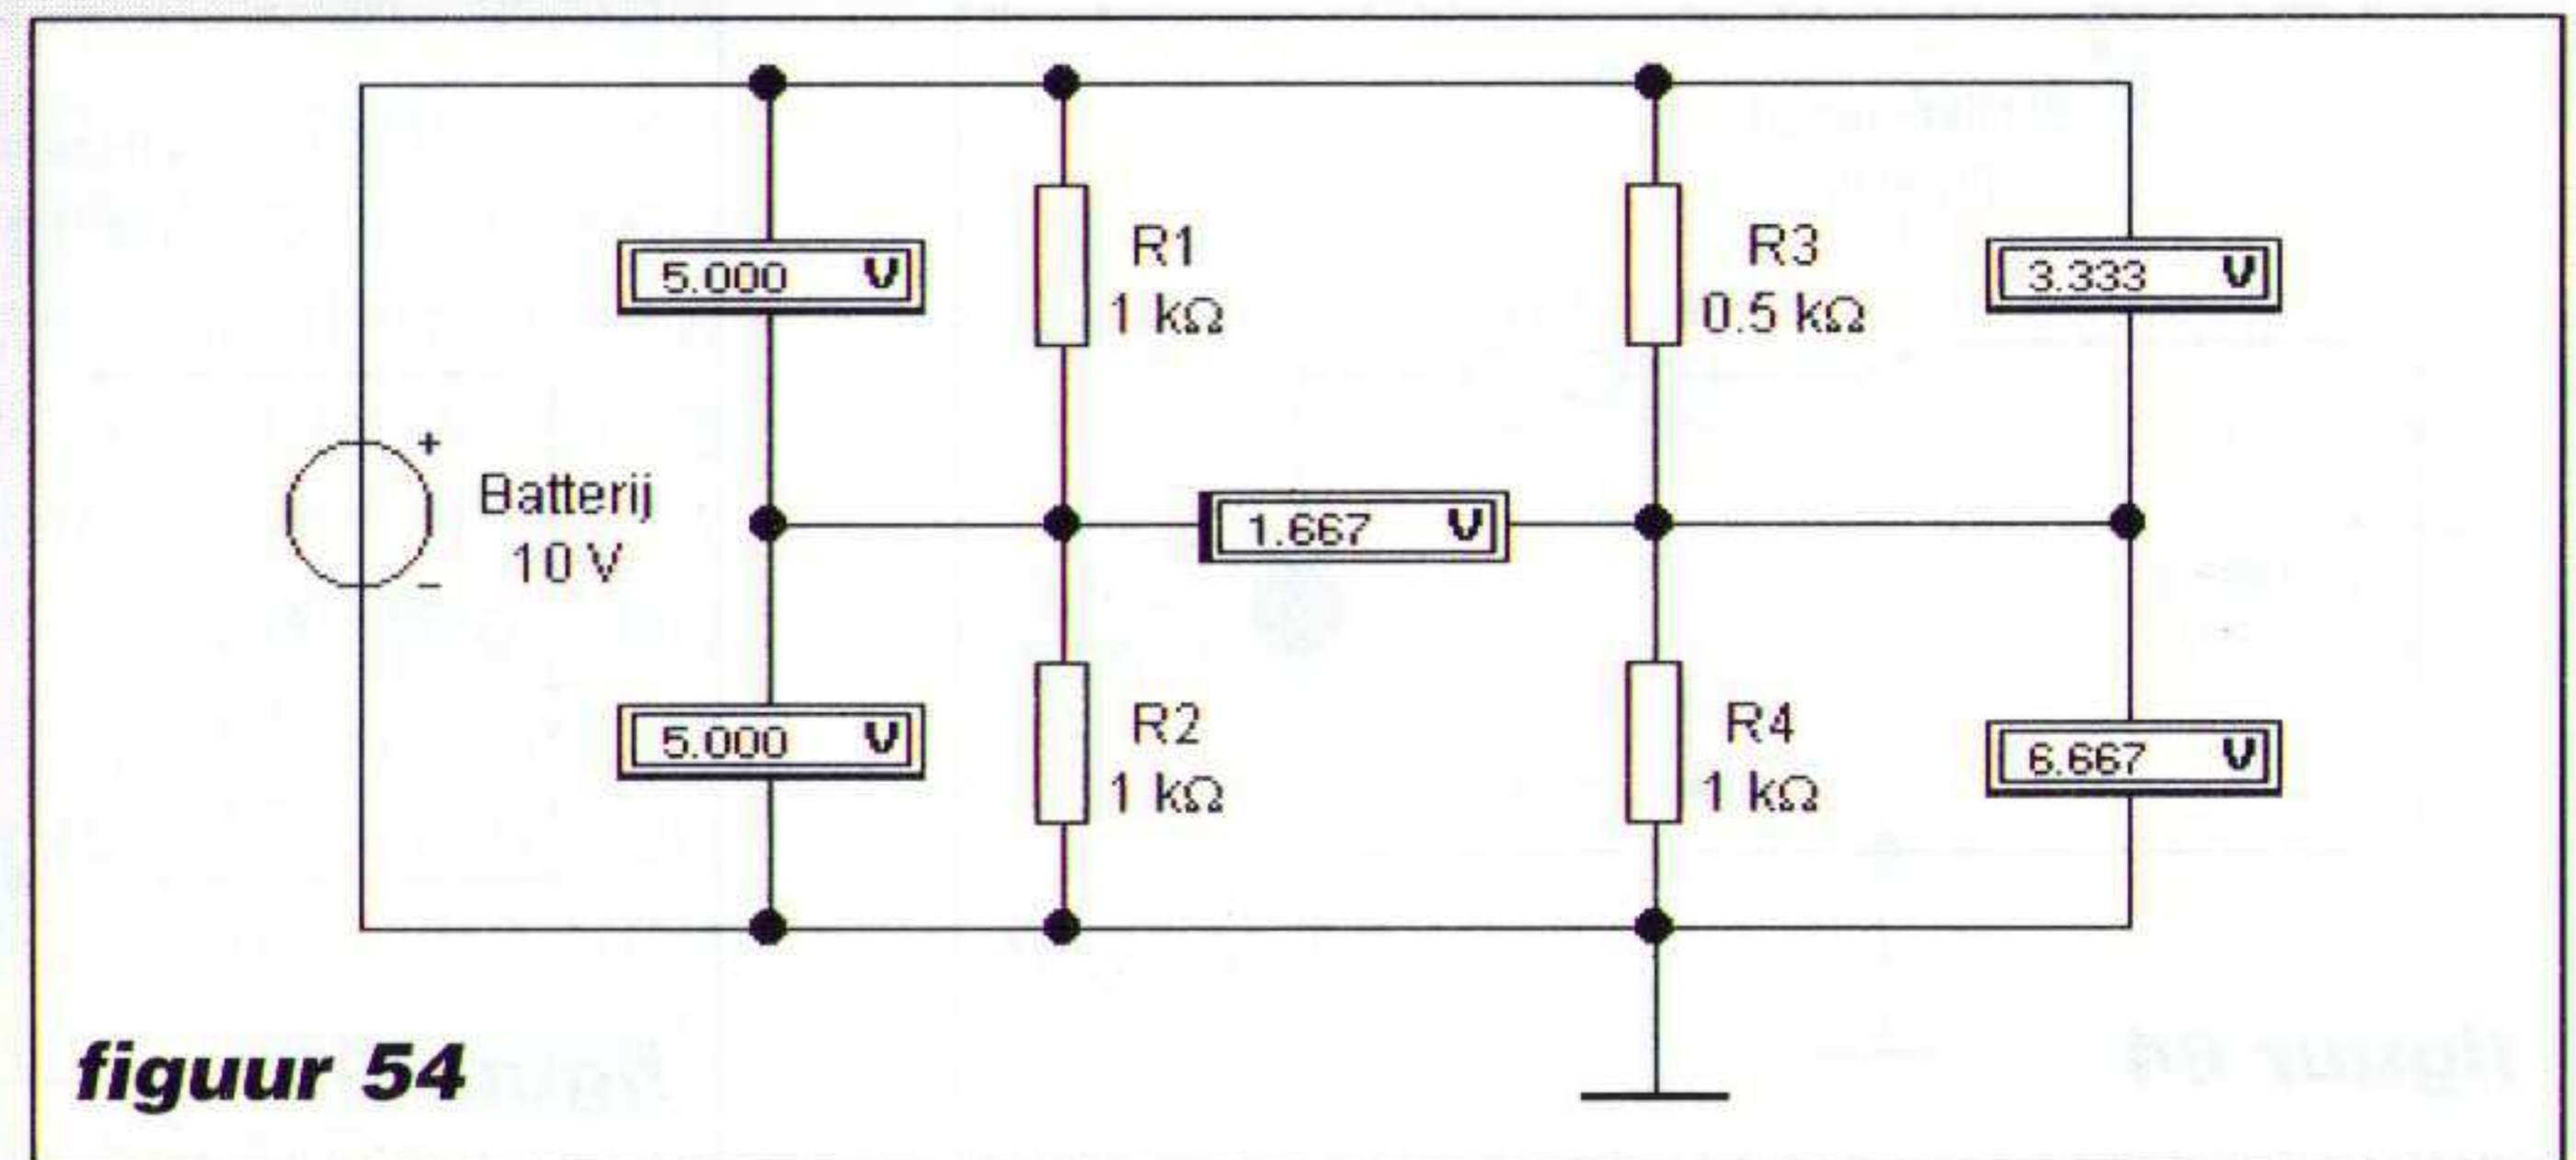 5.000 V
R1
1 kΩ
R3
0.5 kΩ
3.333 V
+
Batterij
10 V
−
1.667 V
5.000 V
R2
1 kΩ
R4
1 kΩ
6.667 V
figuur 54